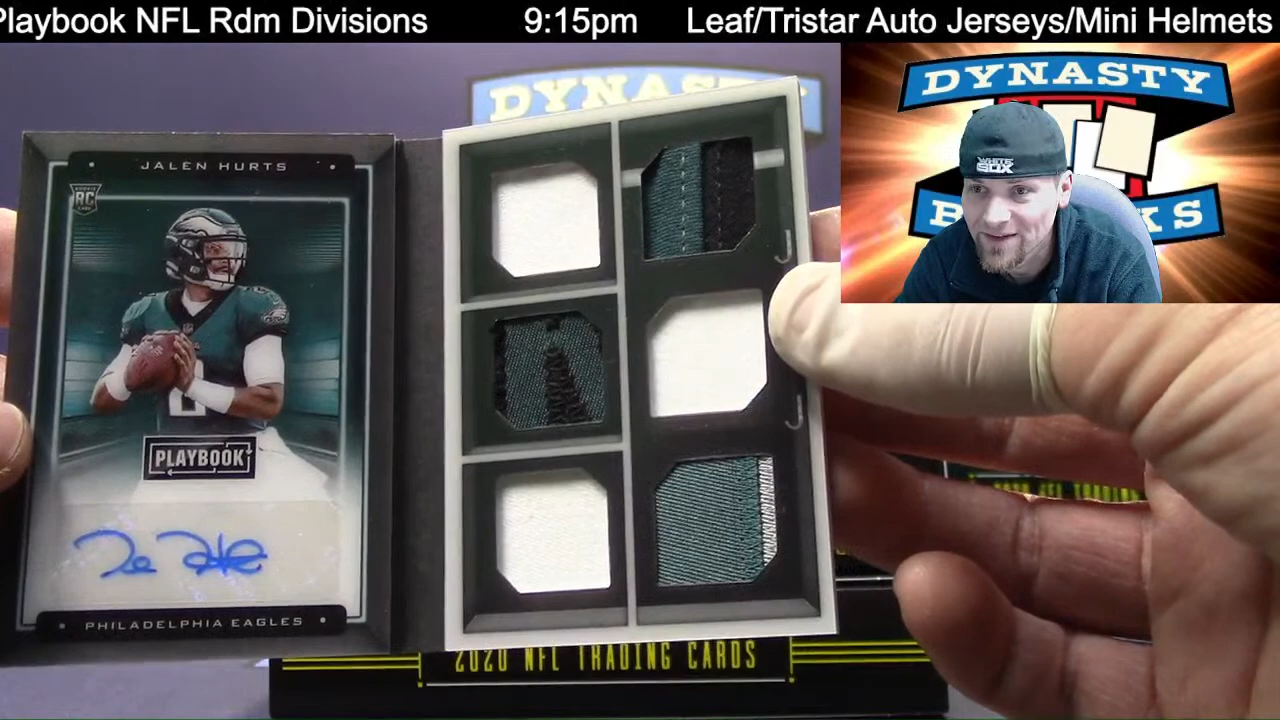 Playbook NFL Rdm Divisions 9:15pm Leaf/Tristar Auto Jerseys/Mini Helmets
DYNASTY
DYNASTY
WHITE
SOX
JALEN HURTS
RC
PLAYBOOK
PHILADELPHIA EAGLES
2020 NFL TRADING CARDS